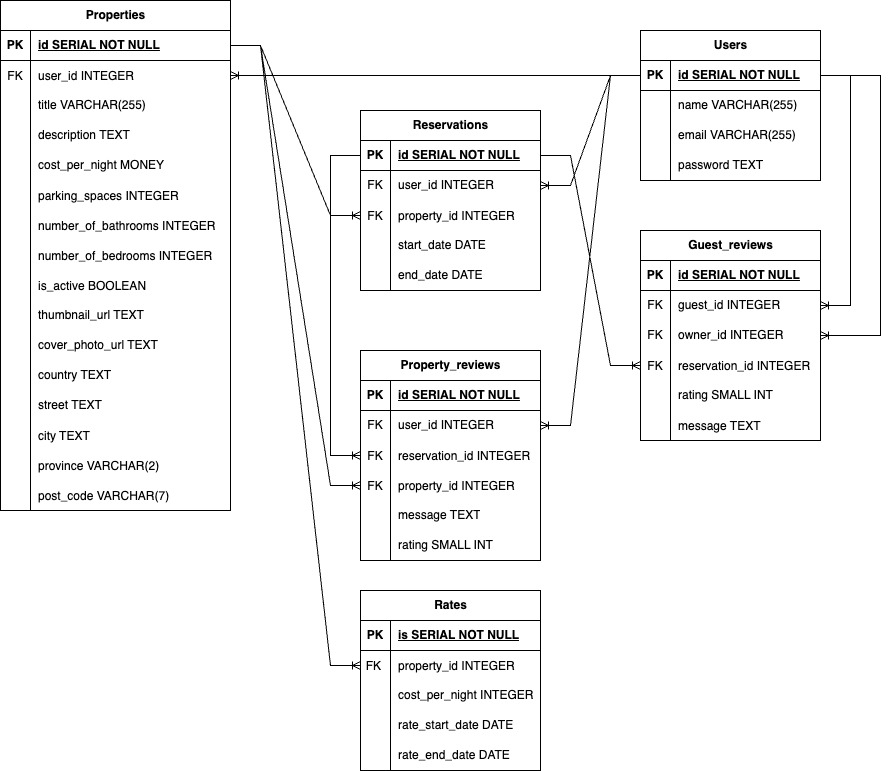 Properties
PK id SERIAL NOT NULL
FK user_id INTEGER
title VARCHAR(255)
description TEXT
cost_per_night MONEY
parking_spaces INTEGER
number_of_bathrooms INTEGER
number_of_bedrooms INTEGER
is_active BOOLEAN
thumbnail_url TEXT
cover_photo_url TEXT
country TEXT
street TEXT
city TEXT
province VARCHAR(2)
post_code VARCHAR(7)
Reservations
PK id SERIAL NOT NULL
FK user_id INTEGER
FK property_id INTEGER
start_date DATE
end_date DATE
Property_reviews
PK id SERIAL NOT NULL
FK user_id INTEGER
FK reservation_id INTEGER
FK property_id INTEGER
message TEXT
rating SMALL INT
Rates
PK is SERIAL NOT NULL
FK property_id INTEGER
cost_per_night INTEGER
rate_start_date DATE
rate_end_date DATE
Users
PK id SERIAL NOT NULL
name VARCHAR(255)
email VARCHAR(255)
password TEXT
Guest_reviews
PK id SERIAL NOT NULL
FK guest_id INTEGER
FK owner_id INTEGER
FK reservation_id INTEGER
rating SMALL INT
message TEXT